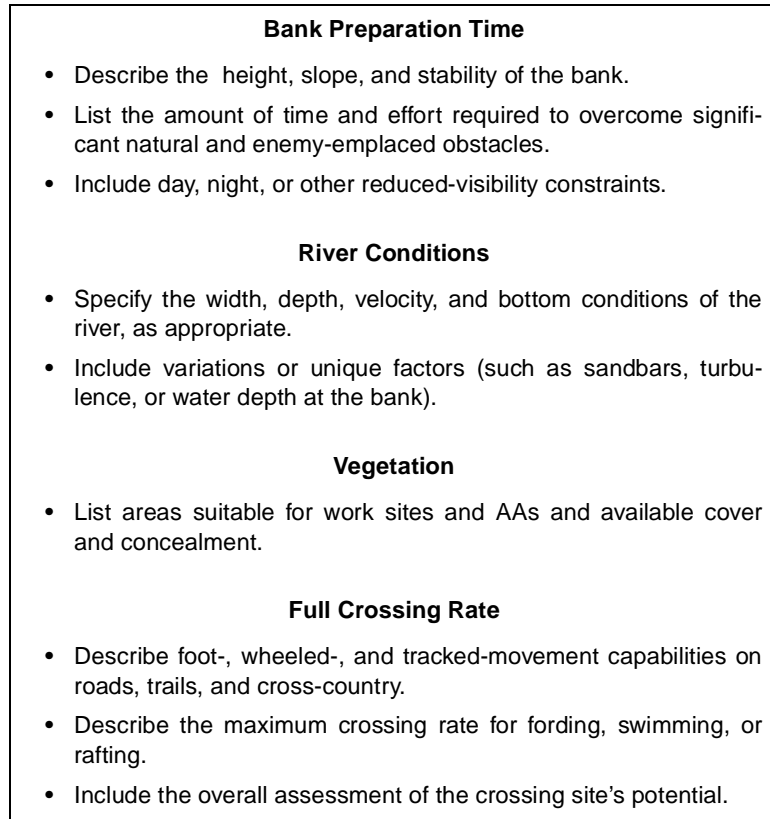 Bank Preparation Time
• Describe the height, slope, and stability of the bank.
• List the amount of time and effort required to overcome signifi-
cant natural and enemy-emplaced obstacles.
• Include day, night, or other reduced-visibility constraints.
River Conditions
• Specify the width, depth, velocity, and bottom conditions of the
river, as appropriate.
• Include variations or unique factors (such as sandbars, turbu-
lence, or water depth at the bank).
Vegetation
• List areas suitable for work sites and AAs and available cover
and concealment.
Full Crossing Rate
• Describe foot-, wheeled-, and tracked-movement capabilities on
roads, trails, and cross-country.
• Describe the maximum crossing rate for fording, swimming, or
rafting.
• Include the overall assessment of the crossing site's potential.